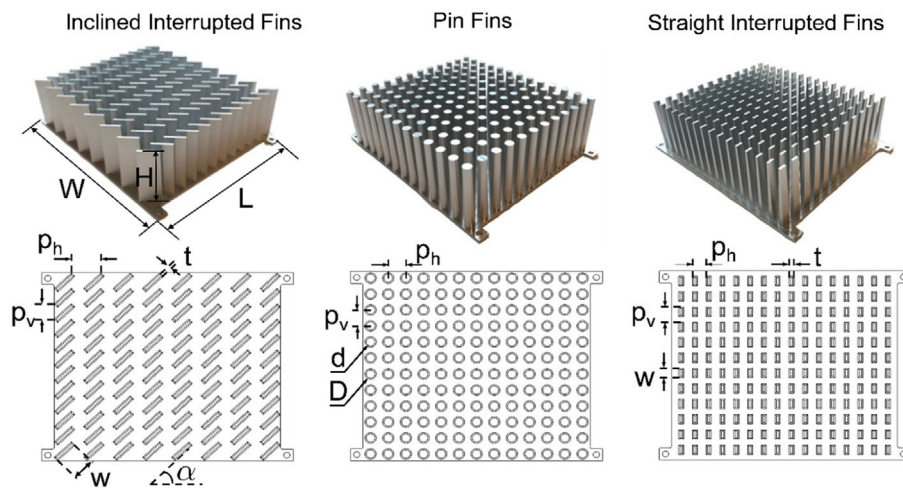 Inclined Interrupted Fins
Pin Fins
Straight Interrupted Fins
H
W
L
p_h
t
p_v
w
α
p_h
p_v
d
D
p_h
t
p_v
w